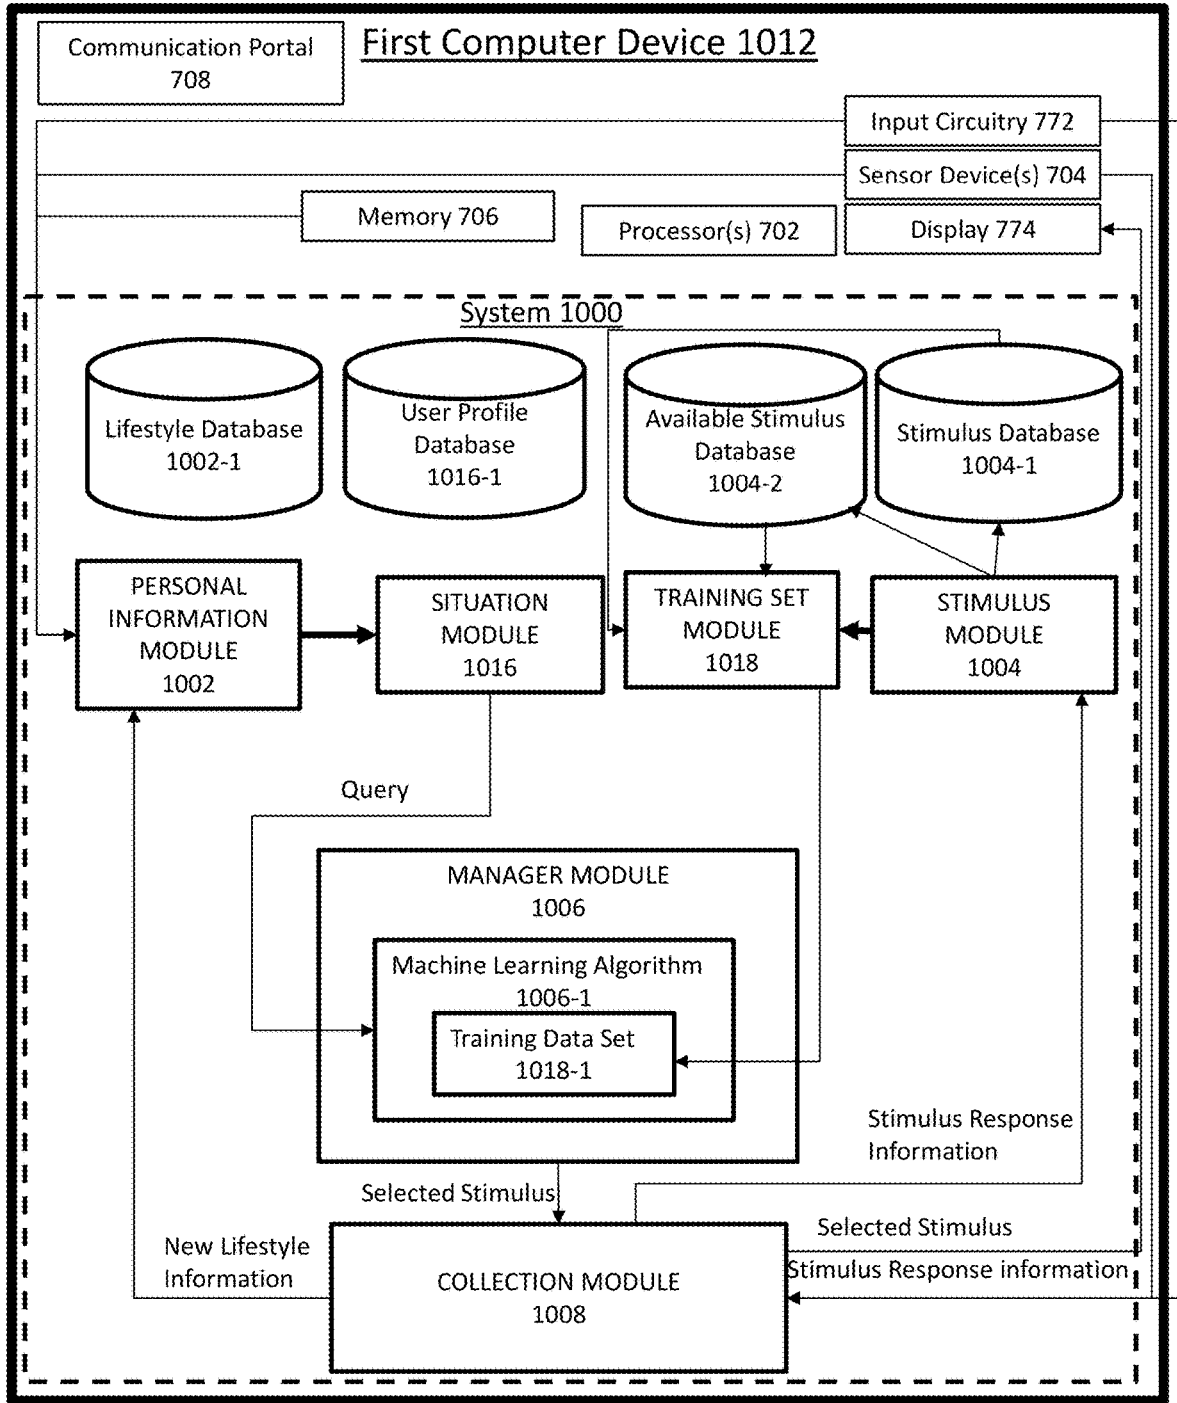 Communication Portal
708
First Computer Device 1012
Input Circuitry 772
Sensor Device(s) 704
Memory 706
Processor(s) 702
Display 774
System 1000
Lifestyle Database
1002-1
User Profile
Database
1016-1
Available Stimulus
Database
1004-2
Stimulus Database
1004-1
PERSONAL
INFORMATION
MODULE
1002
SITUATION
MODULE
1016
TRAINING SET
MODULE
1018
STIMULUS
MODULE
1004
Query
MANAGER MODULE
1006
Machine Learning Algorithm
1006-1
Training Data Set
1018-1
Stimulus Response
Information
Selected Stimulus
New Lifestyle
Information
COLLECTION MODULE
1008
Selected Stimulus
Stimulus Response information